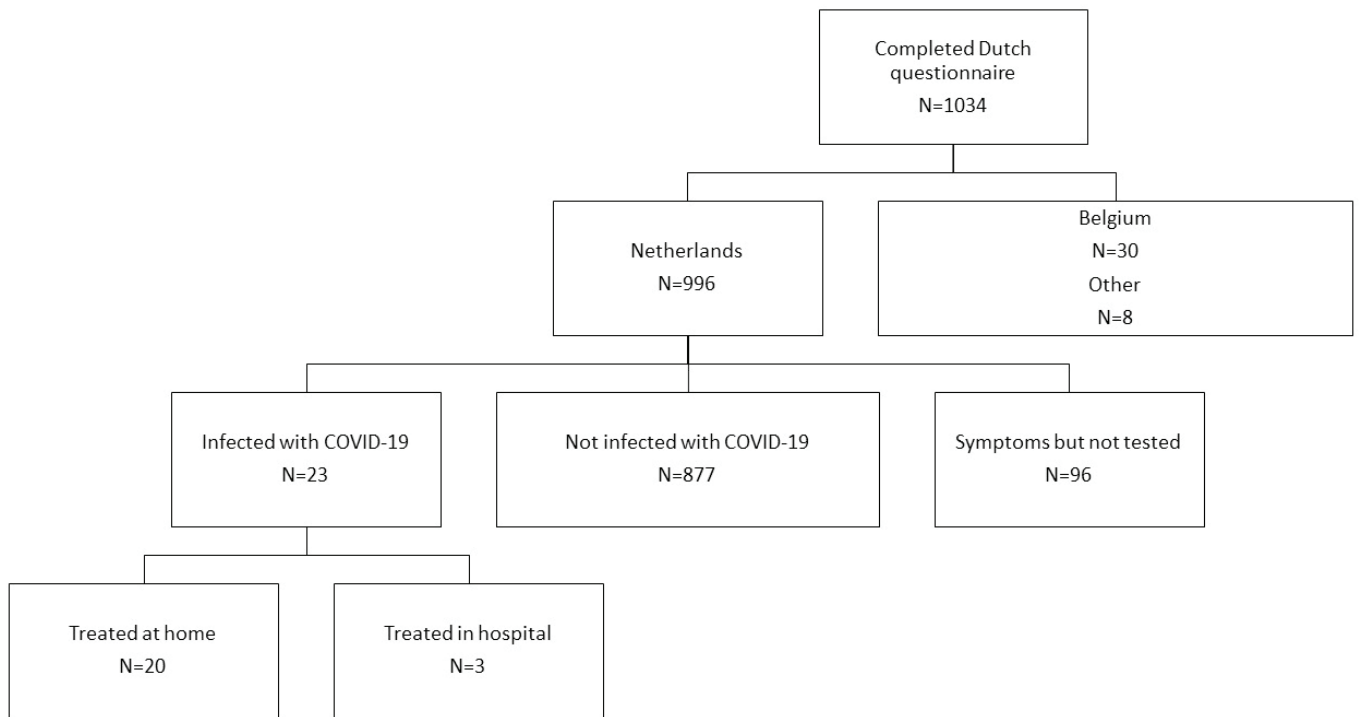 Completed Dutch
questionnaire
N=1034
Netherlands
N=996
Belgium
N=30
Other
N=8
Infected with COVID-19
N=23
Not infected with COVID-19
N=877
Symptoms but not tested
N=96
Treated at home
N=20
Treated in hospital
N=3